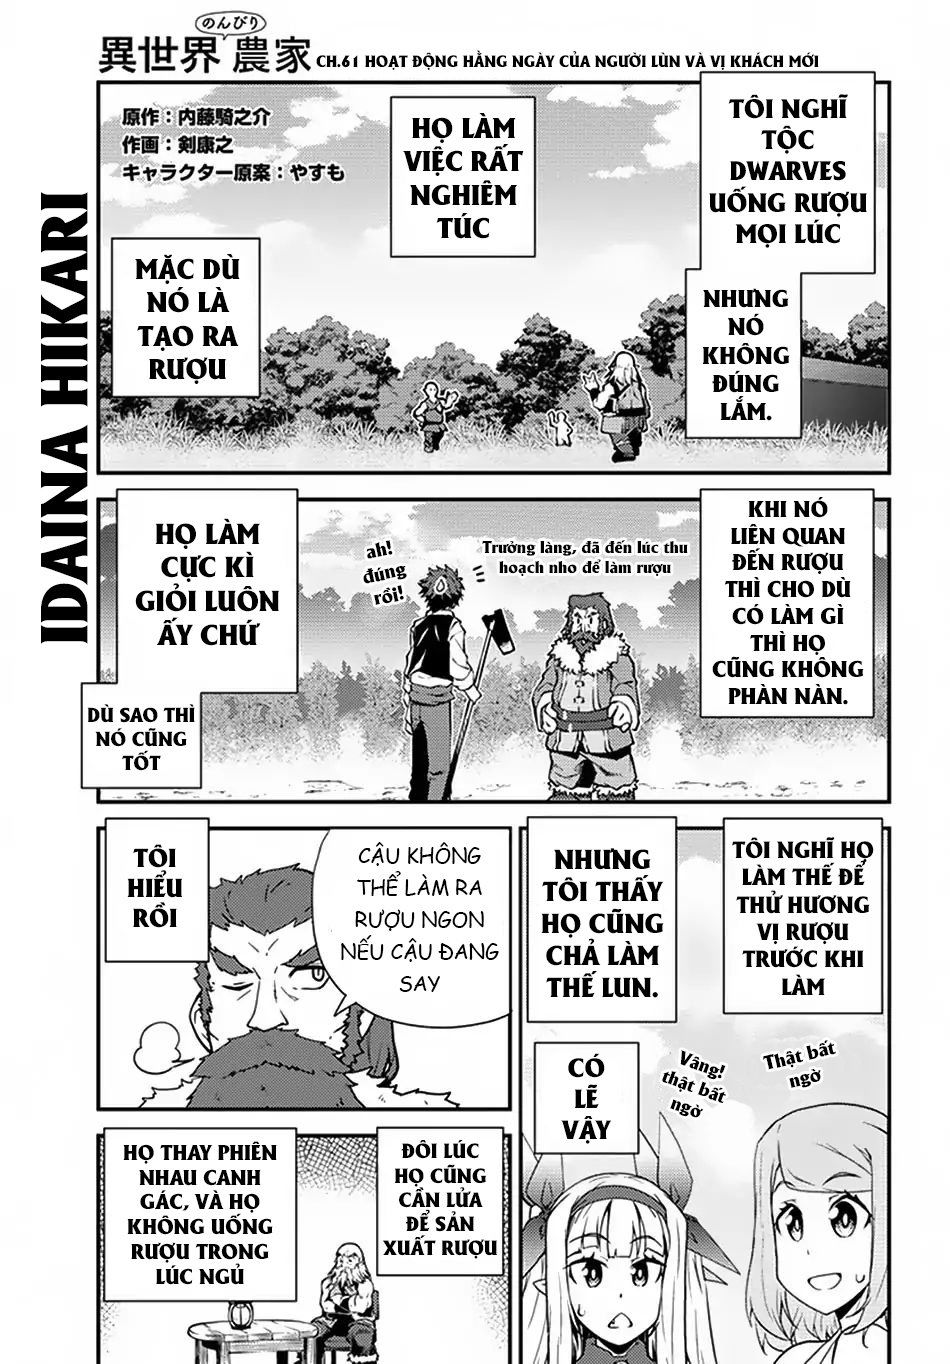 のんびり
異世界 農家 CH.61 HOẠT ĐỘNG HẰNG NGÀY CỦA NGƯỜI LÙN VÀ VỊ KHÁCH MỚI
IDAINA HIKARI
原作：内藤騎之介
作画：剣康之
キャラクター原案：やすも
TÔI NGHĨ
TỘC
DWARVES
UỐNG RƯỢU
MỌI LÚC
NHƯNG
NÓ
KHÔNG
ĐÚNG
LẮM.
HỌ LÀM
VIỆC RẤT
NGHIÊM
TÚC
MẶC DÙ
NÓ LÀ
TẠO RA
RƯỢU
KHI NÓ
LIÊN QUAN
ĐẾN RƯỢU
THÌ CHO DÙ
CÓ LÀM GÌ
THÌ HỌ
CŨNG KHÔNG
PHÀN NÀN.
Trưởng làng, đã đến lúc thu
hoạch nho để làm rượu
ah!
đúng
rồi!
HỌ LÀM
CỰC KÌ
GIỎI LUÔN
ẤY CHỨ
DÙ SAO THÌ
NÓ CŨNG
TỐT
TÔI NGHĨ HỌ
LÀM THẾ ĐỂ
THỬ HƯƠNG
VỊ RƯỢU
TRƯỚC KHI
LÀM
NHƯNG
TÔI THẤY
HỌ CŨNG
CHẢ LÀM
THẾ LUN.
Thật bất
ngờ
Vâng!
thật bất
ngờ
CÓ
LẼ
VẬY
CẬU KHÔNG
THỂ LÀM RA
RƯỢU NGON
NẾU CẬU ĐANG
SAY
TÔI
HIỂU
RỒI
ĐÔI LÚC
HỌ CŨNG
CẦN LỬA
ĐỂ SẢN
XUẤT RƯỢU
HỌ THAY PHIÊN
NHAU CANH
GÁC, VÀ HỌ
KHÔNG UỐNG
RƯỢU TRONG
LÚC NGỦ